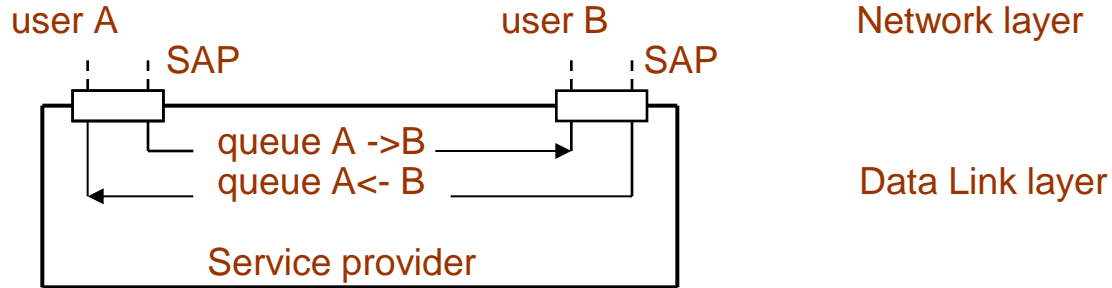 user A user B Network layer
SAP SAP
queue A ->B
queue A<- B Data Link layer
Service provider